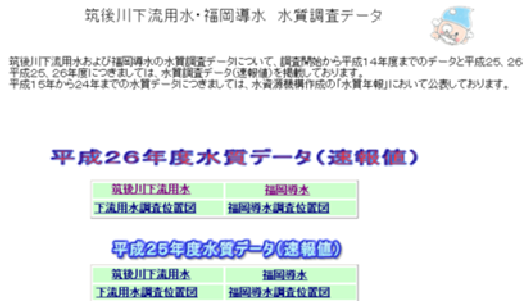 筑後川下流用水・福岡導水 水質調査データ
筑後川下流用水および福岡導水の水質調査データについて、調査開始から平成14年度までのデータと平成25、26
平成25、26年度につきましては、水質調査データ(速報値)を掲載しております。
平成15年から24年までの水質データにつきましては、水資源機構作成の「水質年報」において公表しております。
平成26年度水質データ(速報値)
筑後川下流用水 福岡導水
下流用水調査位置図 福岡導水調査位置図
平成25年度水質データ(速報値)
筑後川下流用水 福岡導水
下流用水調査位置図 福岡導水調査位置図